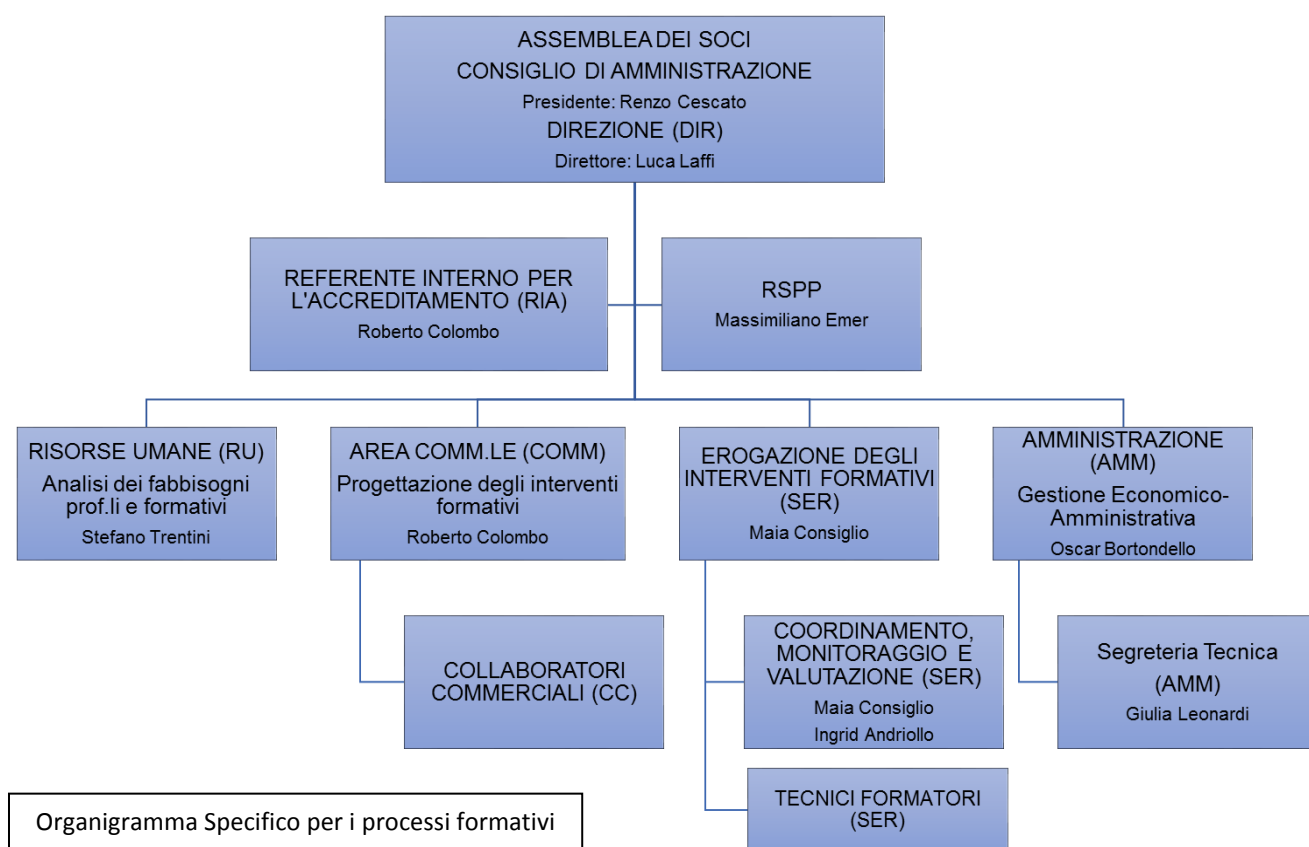 ASSEMBLEA DEI SOCI
CONSIGLIO DI AMMINISTRAZIONE
Presidente: Renzo Cescato
DIREZIONE (DIR)
Direttore: Luca Laffi
REFERENTE INTERNO PER
L'ACCREDITAMENTO (RIA)
Roberto Colombo
RSPP
Massimiliano Emer
RISORSE UMANE (RU)
Analisi dei fabbisogni
prof.li e formativi
Stefano Trentini
AREA COMM.LE (COMM)
Progettazione degli interventi
formativi
Roberto Colombo
EROGAZIONE DEGLI
INTERVENTI FORMATIVI
(SER)
Maia Consiglio
AMMINISTRAZIONE
(AMM)
Gestione Economico-
Amministrativa
Oscar Bortondello
COLLABORATORI
COMMERCIALI (CC)
COORDINAMENTO,
MONITORAGGIO E
VALUTAZIONE (SER)
Maia Consiglio
Ingrid Andriollo
Segreteria Tecnica
(AMM)
Giulia Leonardi
TECNICI FORMATORI
(SER)
Organigramma Specifico per i processi formativi